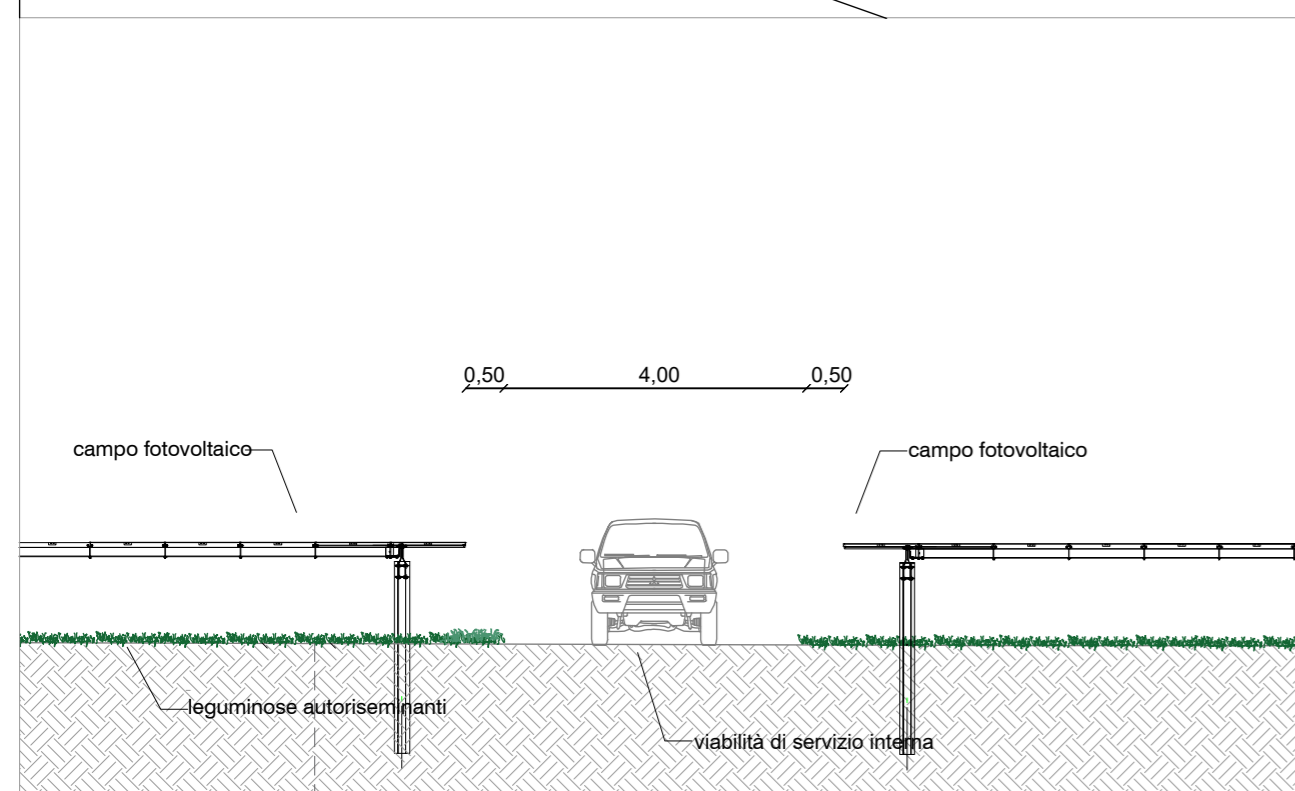 0,50
4,00
0,50
campo fotovoltaico
campo fotovoltaico
leguminose autoriseminanti
viabilità di servizio interna